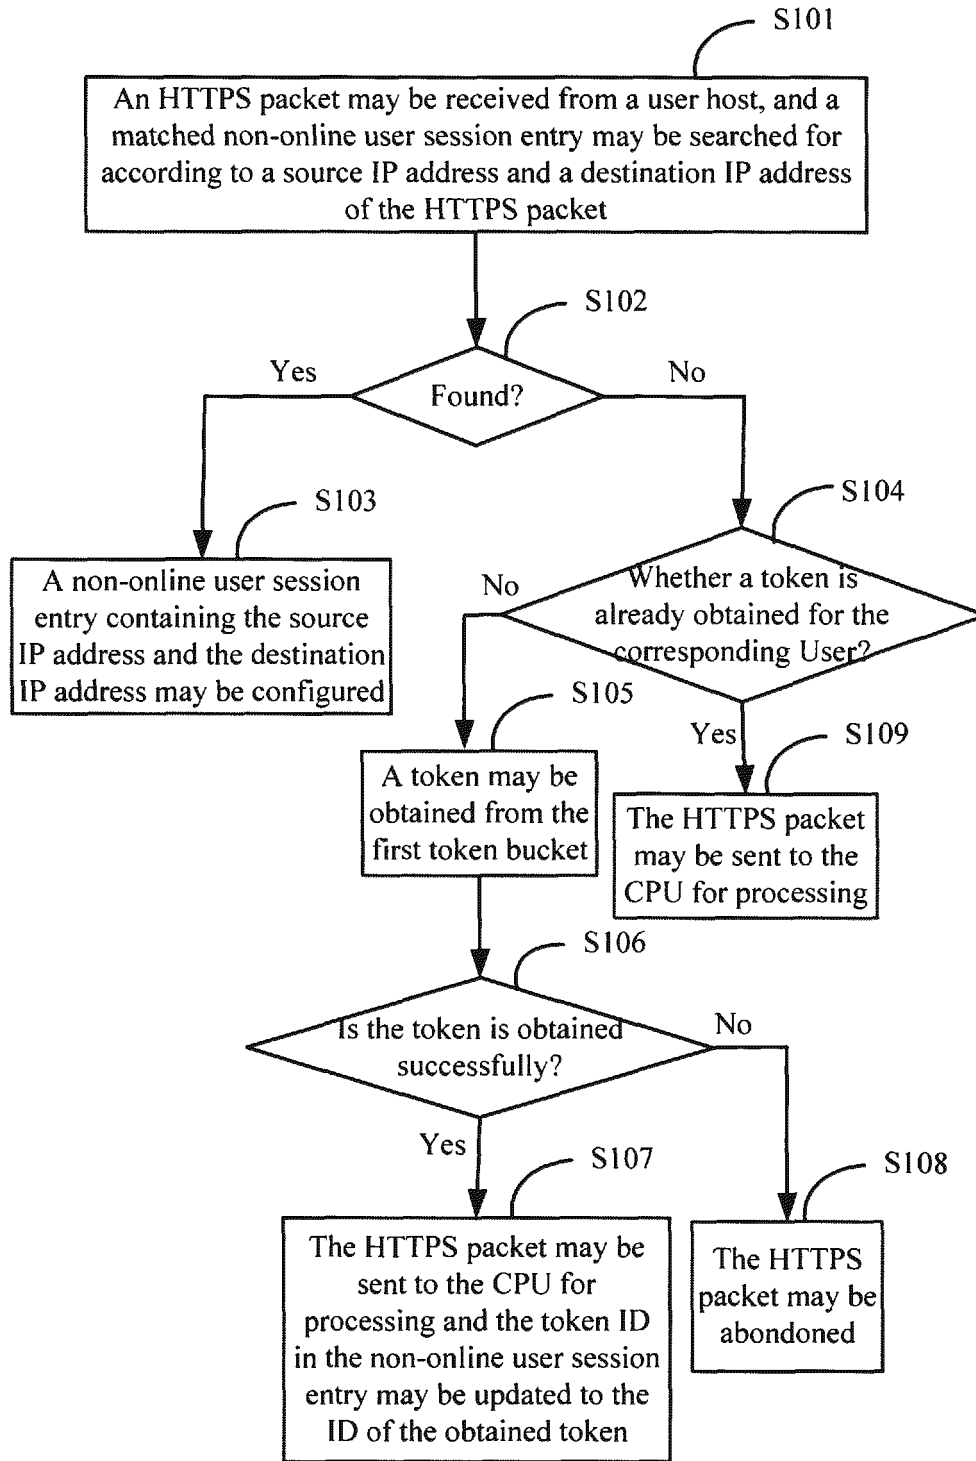 S101
An HTTPS packet may be received from a user host, and a
matched non-online user session entry may be searched for
according to a source IP address and a destination IP address
of the HTTPS packet
S102
Yes
Found?
No
S103
A non-online user session
entry containing the source
IP address and the destination
IP address may be configured
S104
No
Whether a token is
already obtained for the
corresponding User?
S105
A token may be
obtained from the
first token bucket
Yes
S109
The HTTPS packet
may be sent to the
CPU for processing
S106
Is the token is obtained
successfully?
No
Yes
S107
The HTTPS packet may be
sent to the CPU for
processing and the token ID
in the non-online user session
entry may be updated to the
ID of the obtained token
S108
The HTTPS
packet may be
abondoned